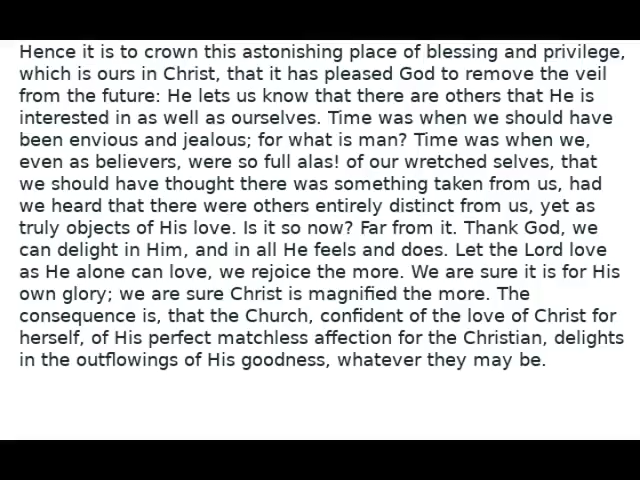 Hence it is to crown this astonishing place of blessing and privilege,
which is ours in Christ, that it has pleased God to remove the veil
from the future: He lets us know that there are others that He is
interested in as well as ourselves. Time was when we should have
been envious and jealous; for what is man? Time was when we,
even as believers, were so full alas! of our wretched selves, that
we should have thought there was something taken from us, had
we heard that there were others entirely distinct from us, yet as
truly objects of His love. Is it so now? Far from it. Thank God, we
can delight in Him, and in all He feels and does. Let the Lord love
as He alone can love, we rejoice the more. We are sure it is for His
own glory; we are sure Christ is magnified the more. The
consequence is, that the Church, confident of the love of Christ for
herself, of His perfect matchless affection for the Christian, delights
in the outflowings of His goodness, whatever they may be.